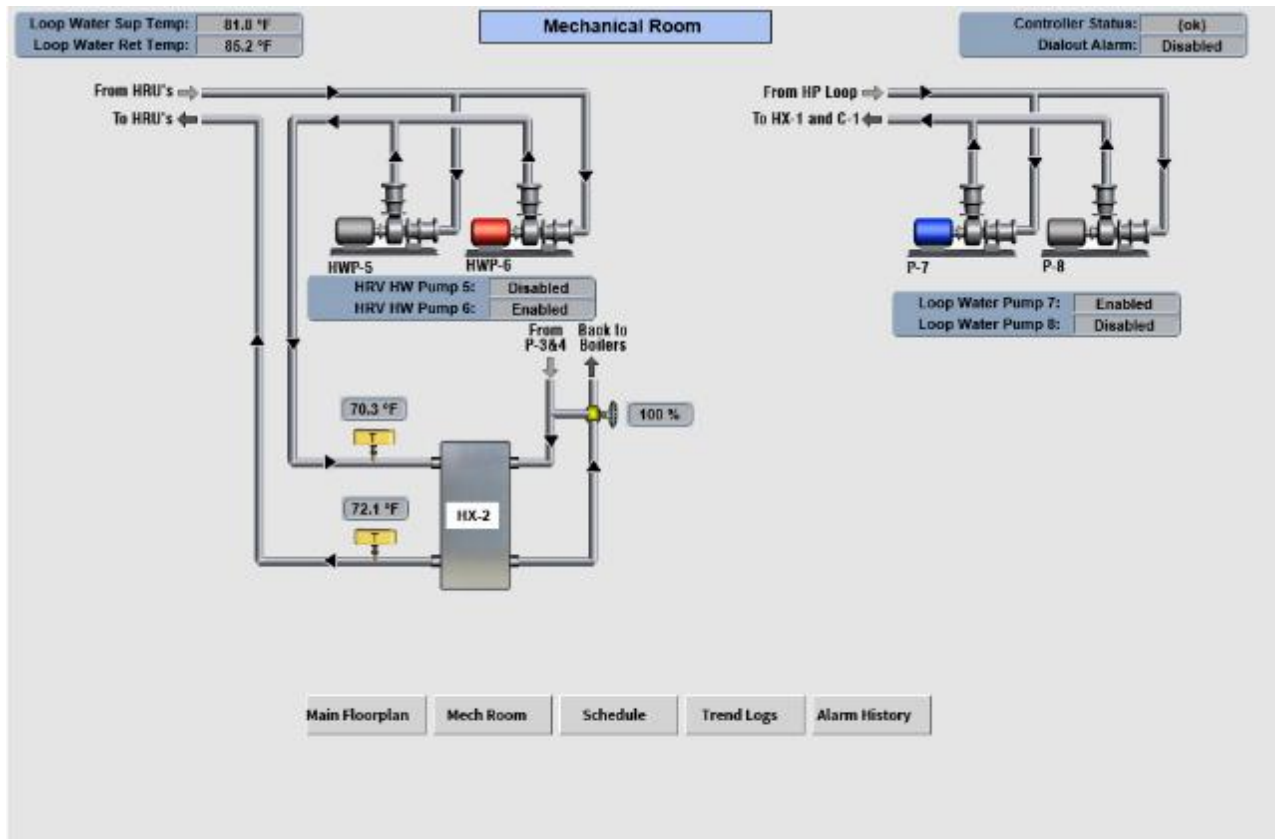 Mechanical Room
Loop Water Sup Temp: 81.0 °F
Loop Water Ret Temp: 85.2 °F
Controller Status: (ok)
Dialout Alarm: Disabled
From HRU's
To HRU's
From HP Loop
To HX-1 and C-1
HWP-5
HWP-6
P-7
P-8
HRV HW Pump 5: Disabled
HRV HW Pump 6: Enabled
Loop Water Pump 7: Enabled
Loop Water Pump 8: Disabled
From
P-3&4
Back to
Boilers
70.3 °F
T
100 %
72.1 °F
T
HX-2
Main Floorplan
Mech Room
Schedule
Trend Logs
Alarm History